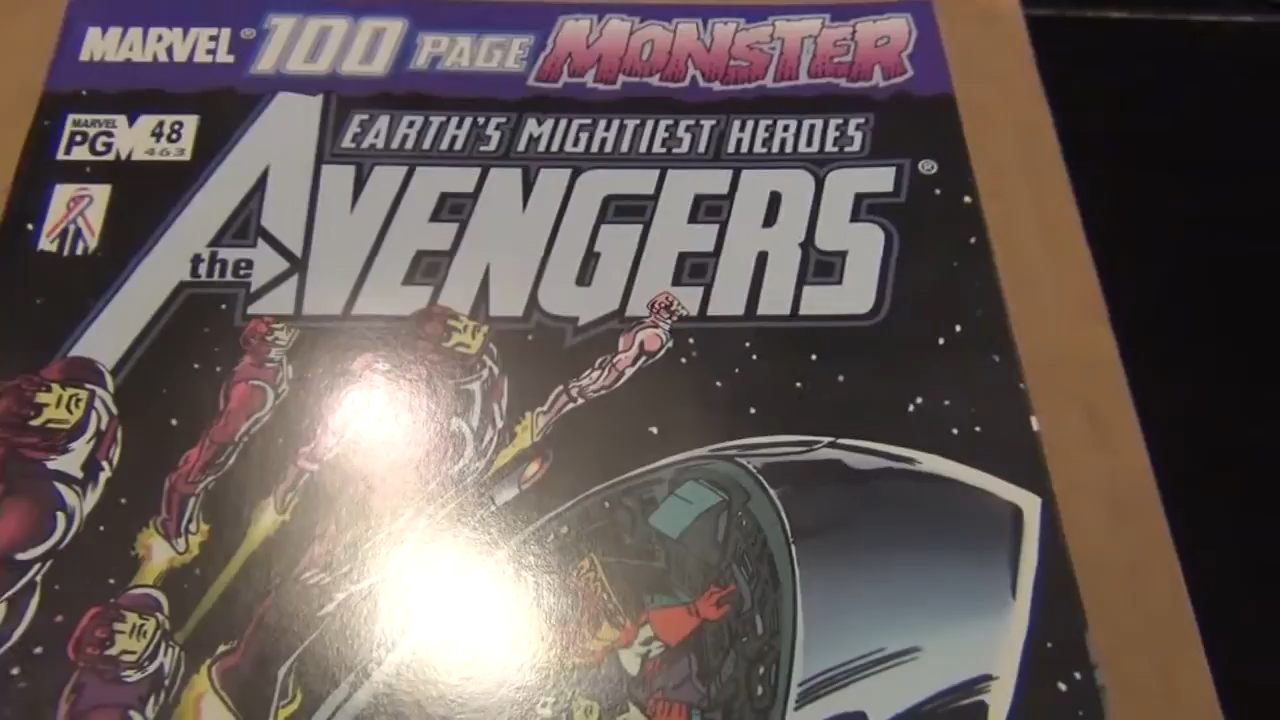 MARVEL® 100 PAGE MONSTER
MARVEL
PG
48
463
EARTH'S MIGHTIEST HEROES
the AVENGERS®